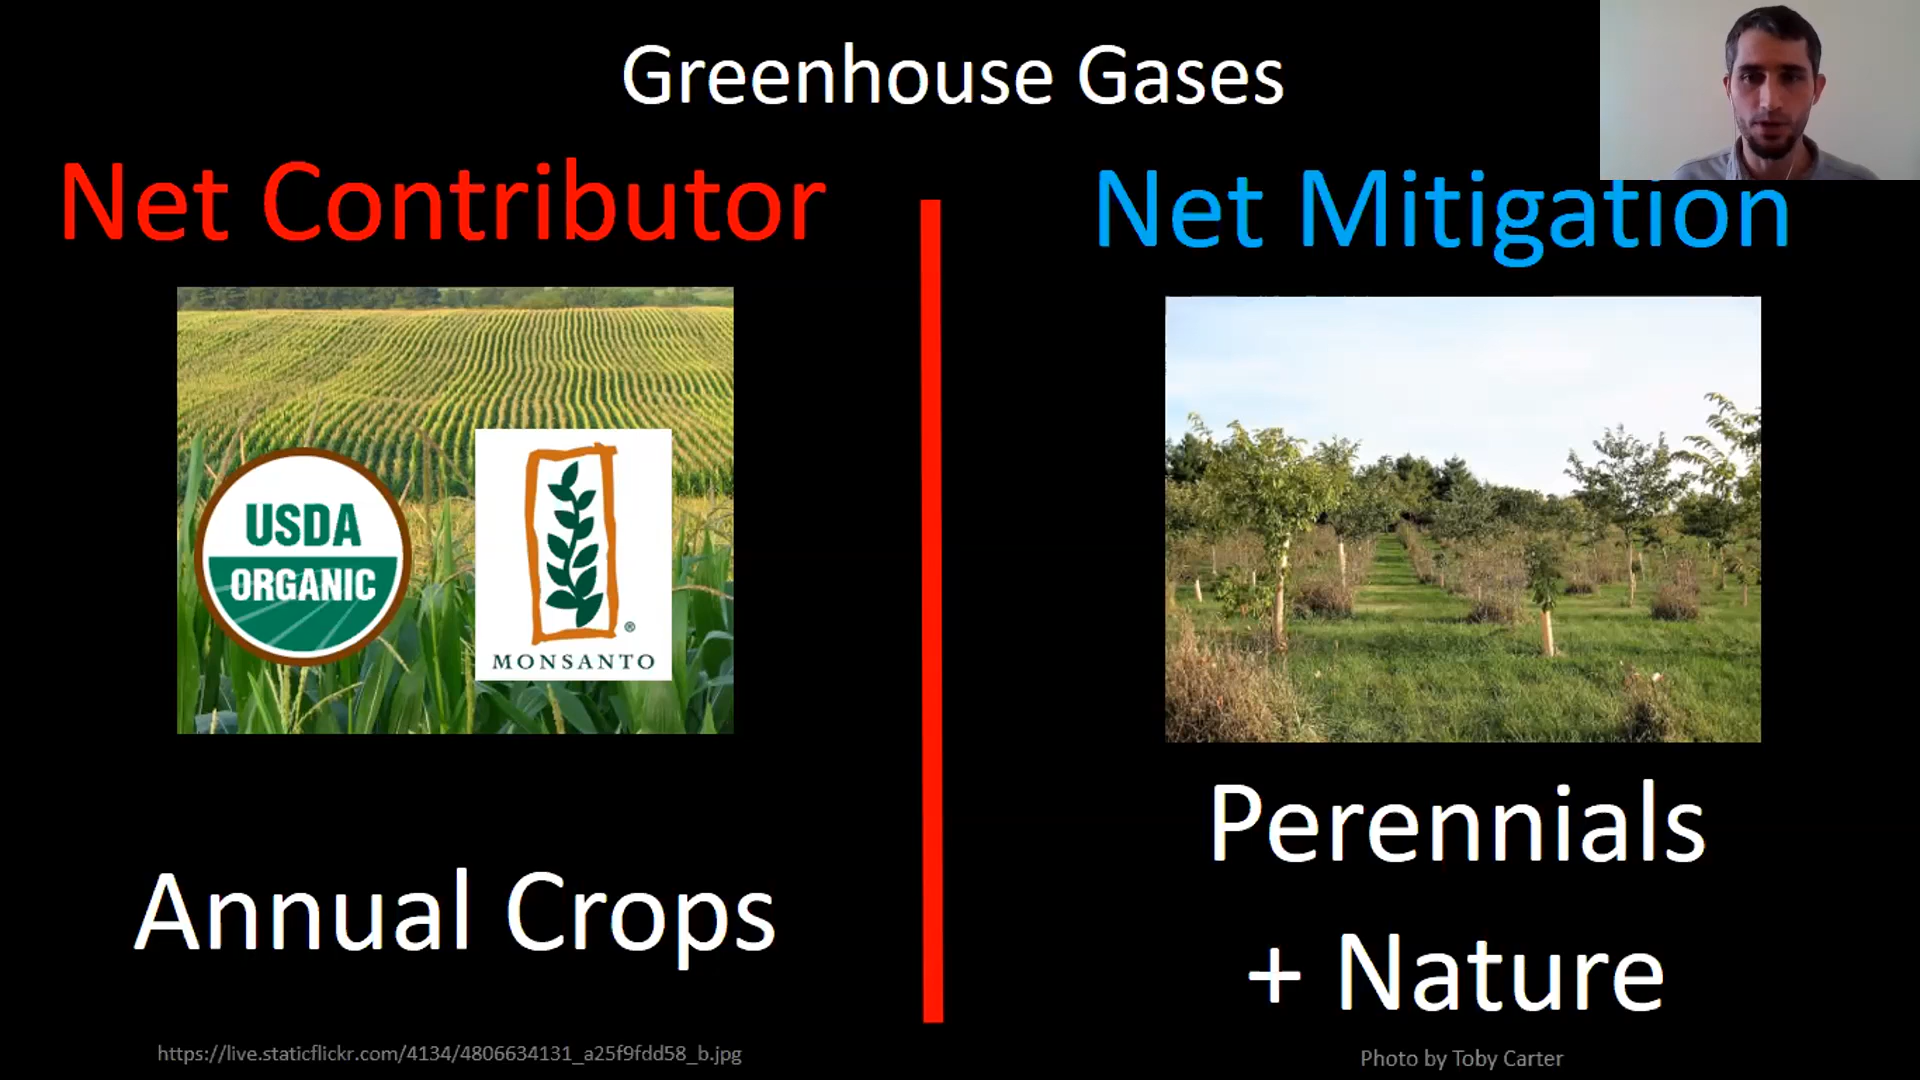 Greenhouse Gases
Net Contributor
Net Mitigation
USDA
ORGANIC
MONSANTO
®
Annual Crops
Perennials
+ Nature
https://live.staticflickr.com/4134/4806634131_a25f9fdd58_b.jpg
Photo by Toby Carter